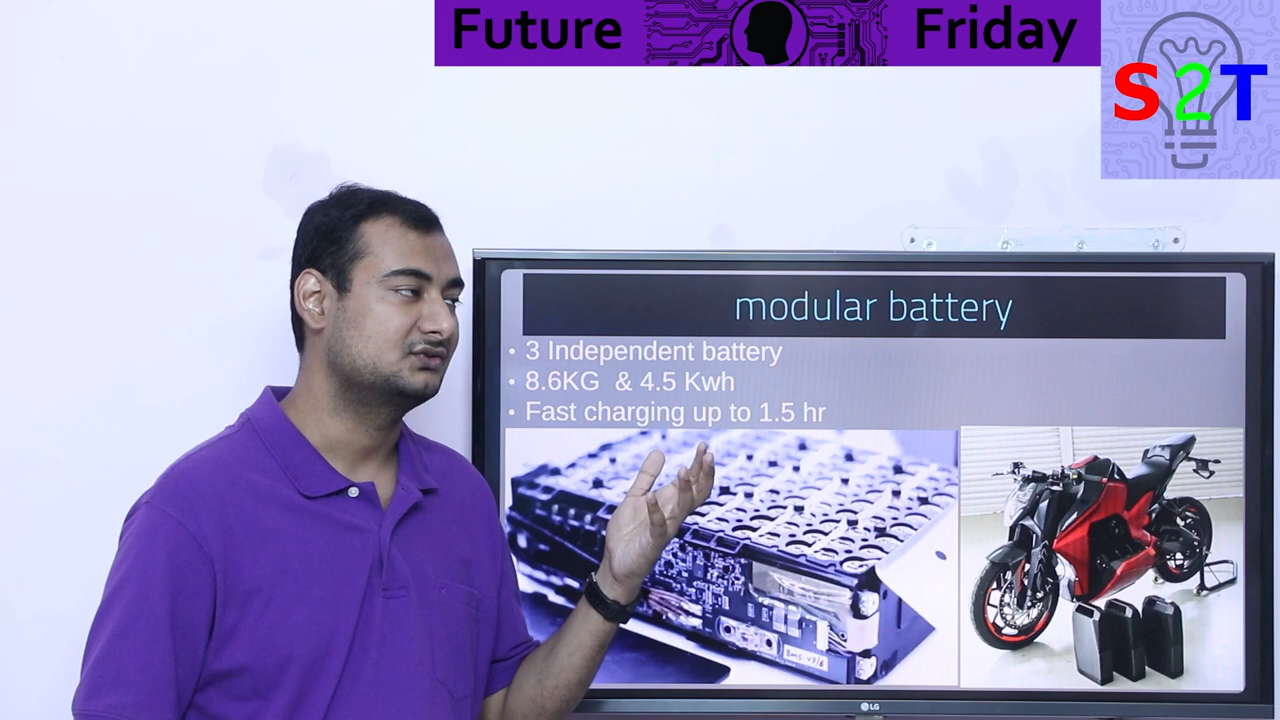 Future Friday
S2T
modular battery
• 3 Independent battery
• 8.6KG & 4.5 Kwh
• Fast charging up to 1.5 hr
LG